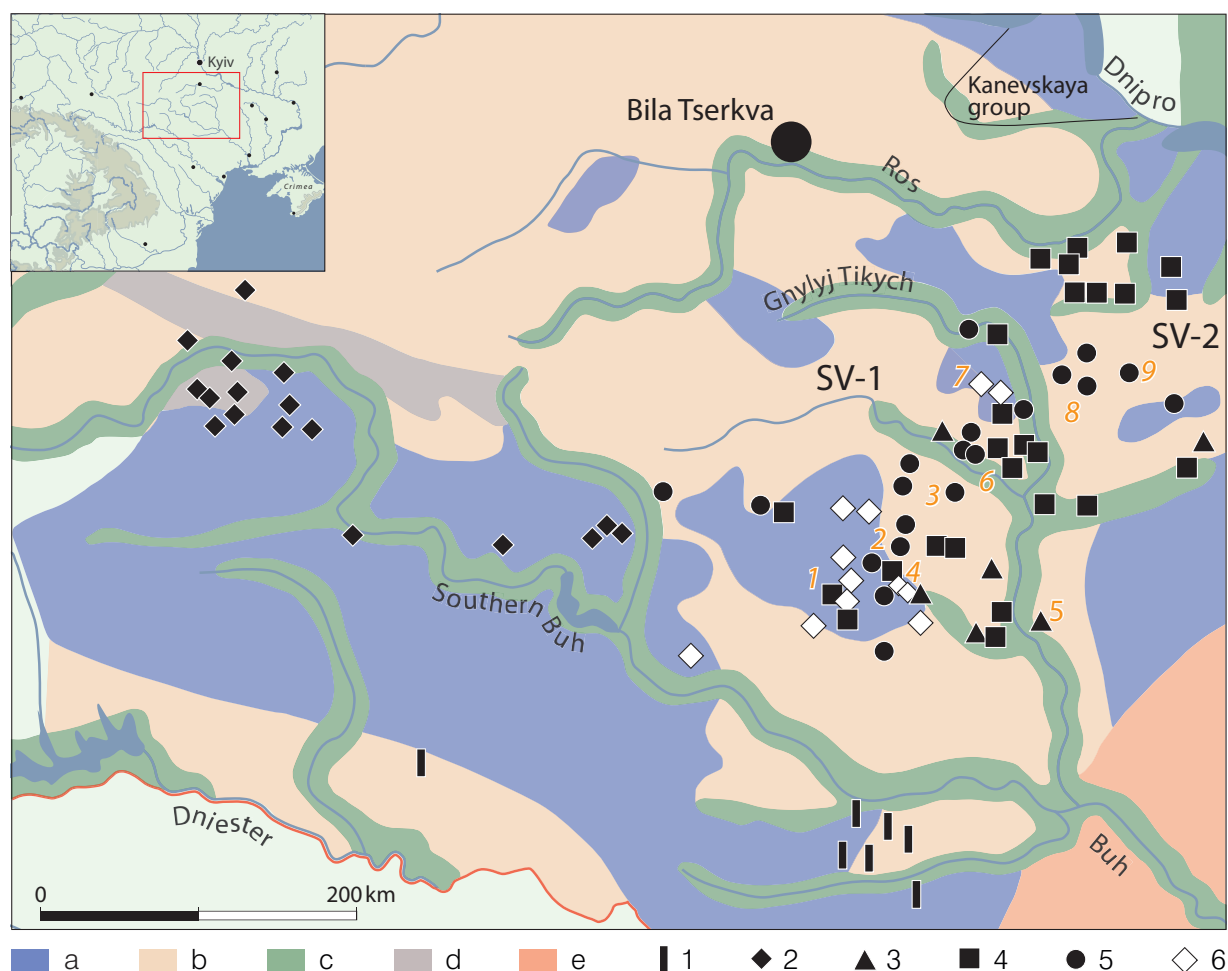 Kyiv
Crimea
Kanevskaya
group
Dnipro
Bila Tserkva
Ros
Gnylyj Tikych
SV-2
SV-1
7
9
8
6
3
2
4
1
5
Southern
Buh
Dniester
Buh
0 200 km
a b c d e 1 2 3 4 5 6